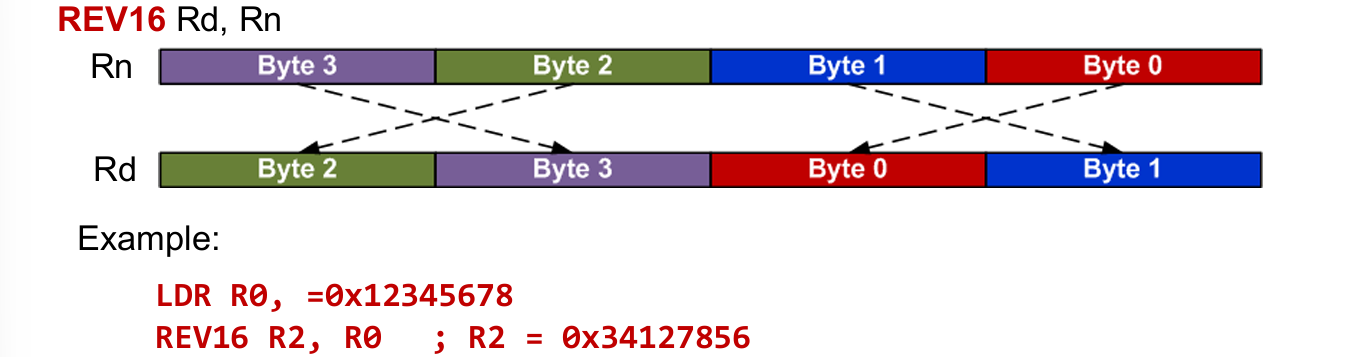 REV16 Rd, Rn
Rn Byte 3 Byte 2 Byte 1 Byte 0
Rd Byte 2 Byte 3 Byte 0 Byte 1
Example:
LDR R0, =0x12345678
REV16 R2, R0 ; R2 = 0x34127856